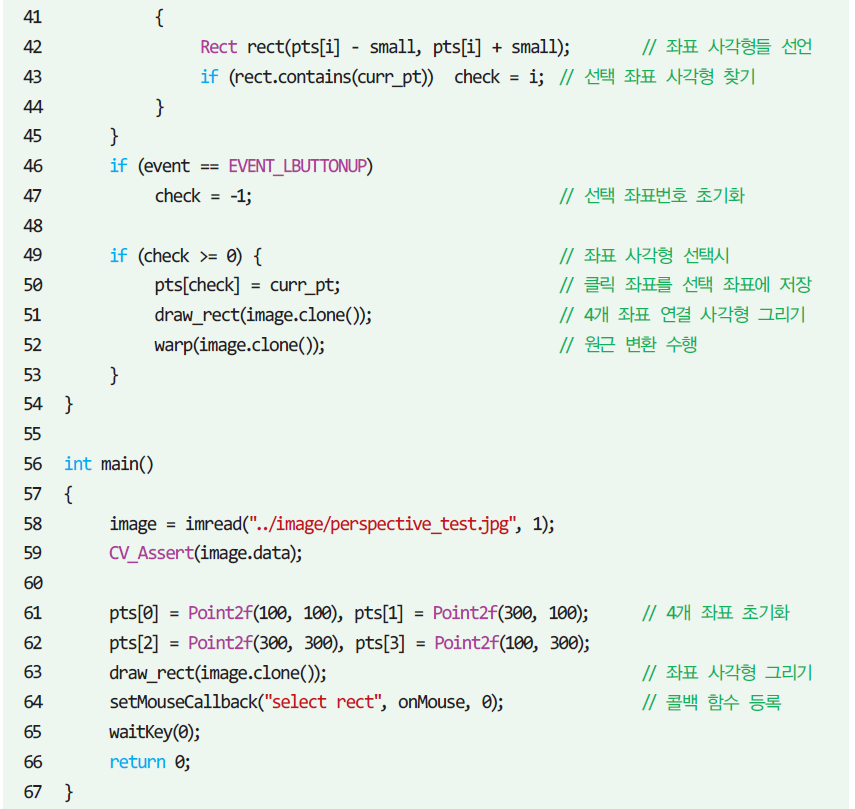 41 {
42 Rect rect(pts[i] - small, pts[i] + small); // 좌표 사각형들 선언
43 if (rect.contains(curr_pt)) check = i; // 선택 좌표 사각형 찾기
44 }
45 }
46 if (event == EVENT_LBUTTONUP)
47 check = -1; // 선택 좌표번호 초기화
48
49 if (check >= 0) { // 좌표 사각형 선택시
50 pts[check] = curr_pt; // 클릭 좌표를 선택 좌표에 저장
51 draw_rect(image.clone()); // 4개 좌표 연결 사각형 그리기
52 warp(image.clone()); // 원근 변환 수행
53 }
54 }
55
56 int main()
57 {
58 image = imread("../image/perspective_test.jpg", 1);
59 CV_Assert(image.data);
60
61 pts[0] = Point2f(100, 100), pts[1] = Point2f(300, 100); // 4개 좌표 초기화
62 pts[2] = Point2f(300, 300), pts[3] = Point2f(100, 300);
63 draw_rect(image.clone()); // 좌표 사각형 그리기
64 setMouseCallback("select rect", onMouse, 0); // 콜백 함수 등록
65 waitKey(0);
66 return 0;
67 }